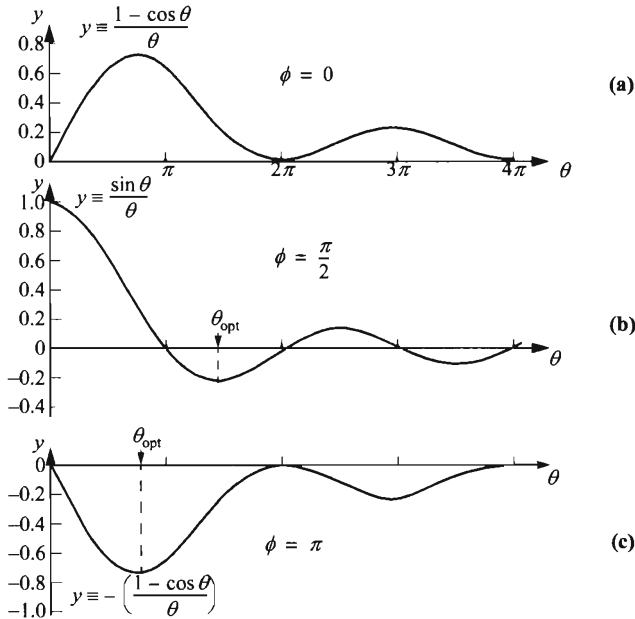 y
y ≡ (1 − cos θ)/θ
0.8
0.6
0.4
0.2
0
ϕ = 0
(a)
π
2π
3π
4π
θ
y
y ≡ sin θ/θ
1.0
0.8
0.6
0.4
0.2
0
−0.2
−0.4
ϕ = π/2
θopt
(b)
θ
y
θopt
0
−0.2
−0.4
−0.6
−0.8
−1.0
θ
ϕ = π
(c)
y ≡ −((1 − cos θ)/θ)